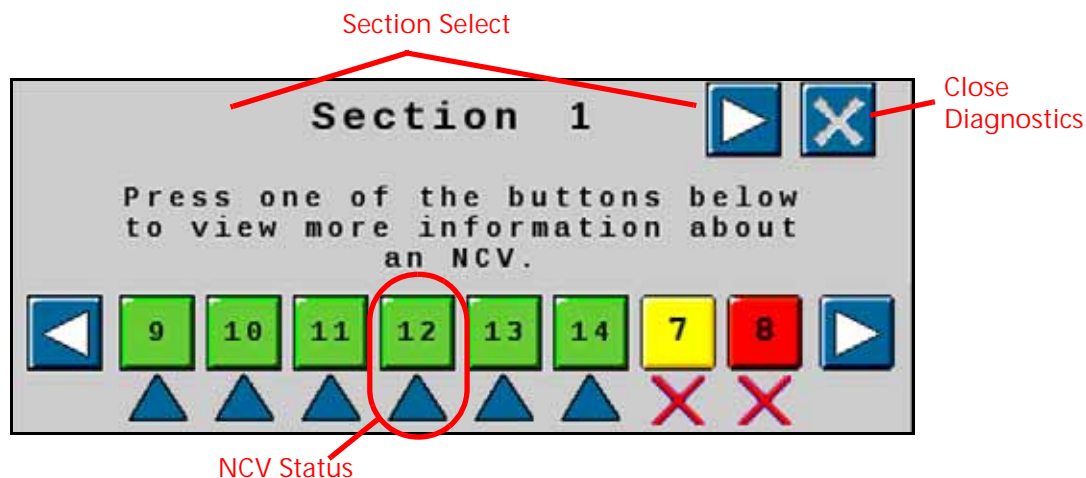 Section Select
Close
Diagnostics
Section 1
Press one of the buttons below
to view more information about
an NCV.
9 10 11 12 13 14 7 8
NCV Status